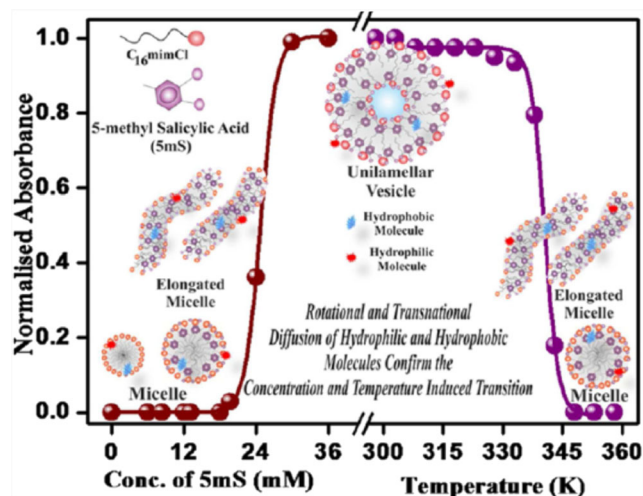 C16mimCl
5-methyl Salicylic Acid
(5mS)
Elongated
Micelle
Micelle
Unilamellar
Vesicle
Hydrophobic
Molecule
Hydrophilic
Molecule
Rotational and Transnational
Diffusion of Hydrophilic and Hydrophobic
Molecules Confirm the
Concentration and Temperature Induced Transition
Elongated
Micelle
Micelle
Normalised Absorbance
1.0
0.8
0.6
0.4
0.2
0.0
0 12 24 36 300 320 340 360
Conc. of 5mS (mM) Temperature (K)